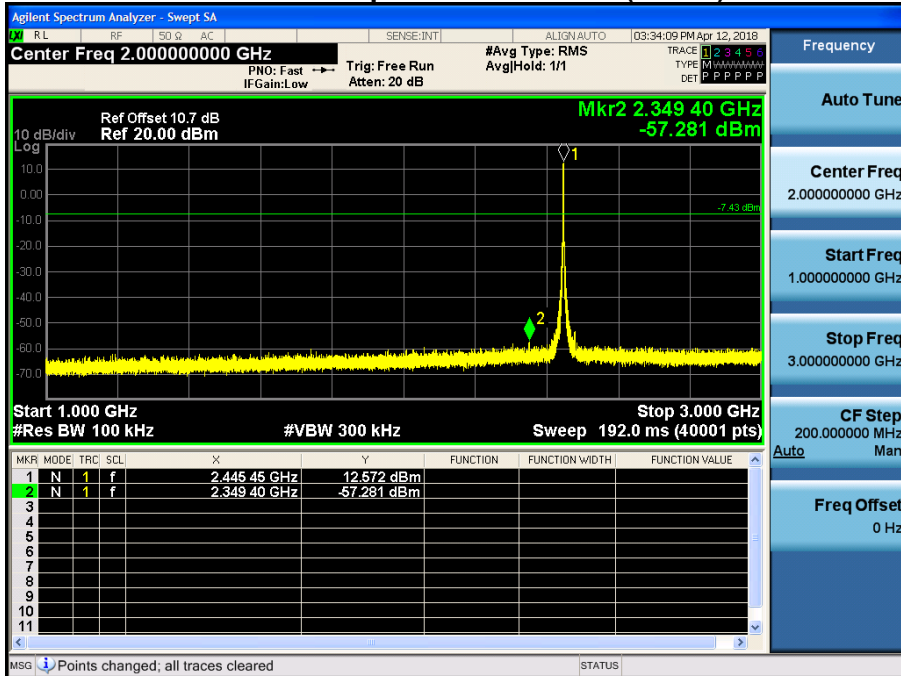 Agilent Spectrum Analyzer - Swept SA
LXI RL RF 50 Ω AC SENSE:INT ALIGN AUTO 03:34:09 PM Apr 12, 2018
Center Freq 2.000000000 GHz
PNO: Fast
IFGain:Low
Trig: Free Run
Atten: 20 dB
#Avg Type: RMS
Avg|Hold: 1/1
TRACE 1 2 3 4 5 6
TYPE M WWWWW
DET P P P P P P
Frequency
Auto Tune
Center Freq
2.000000000 GHz
Start Freq
1.000000000 GHz
Stop Freq
3.000000000 GHz
CF Step
200.000000 MHz
Auto Man
Freq Offset
0 Hz
Mkr2 2.349 40 GHz
-57.281 dBm
Ref Offset 10.7 dB
10 dB/div Ref 20.00 dBm
Log
10.0
0.00
-10.0
-20.0
-30.0
-40.0
-50.0
-60.0
-70.0
1
-7.43 dBm
2
Start 1.000 GHz Stop 3.000 GHz
#Res BW 100 kHz #VBW 300 kHz Sweep 192.0 ms (40001 pts)
MKR MODE TRC SCL X Y FUNCTION FUNCTION WIDTH FUNCTION VALUE
1 N 1 f 2.445 45 GHz 12.572 dBm
2 N 1 f 2.349 40 GHz -57.281 dBm
3
4
5
6
7
8
9
10
11
MSG Points changed; all traces cleared STATUS